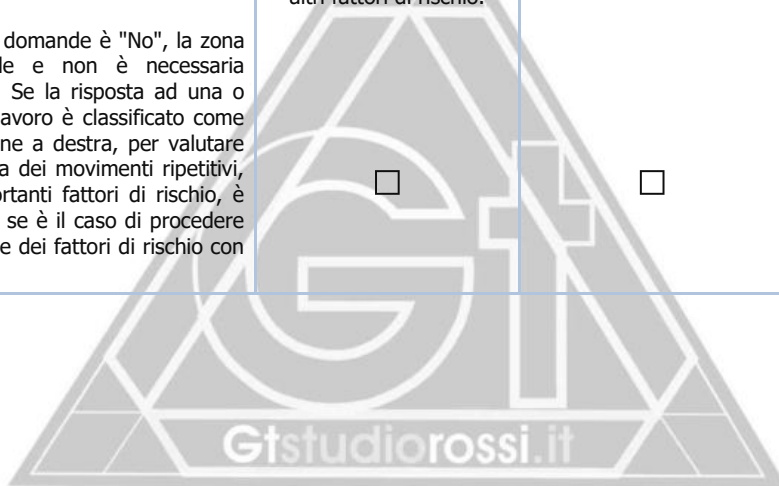 altri fattori di rischio?
domande è "No", la zona
le e non è necessaria
Se la risposta ad una o
avoro è classificato come
ne a destra, per valutare
a dei movimenti ripetitivi,
ortanti fattori di rischio, è
se è il caso di procedere
e dei fattori di rischio con
Gt
Gtstudiorossi.it